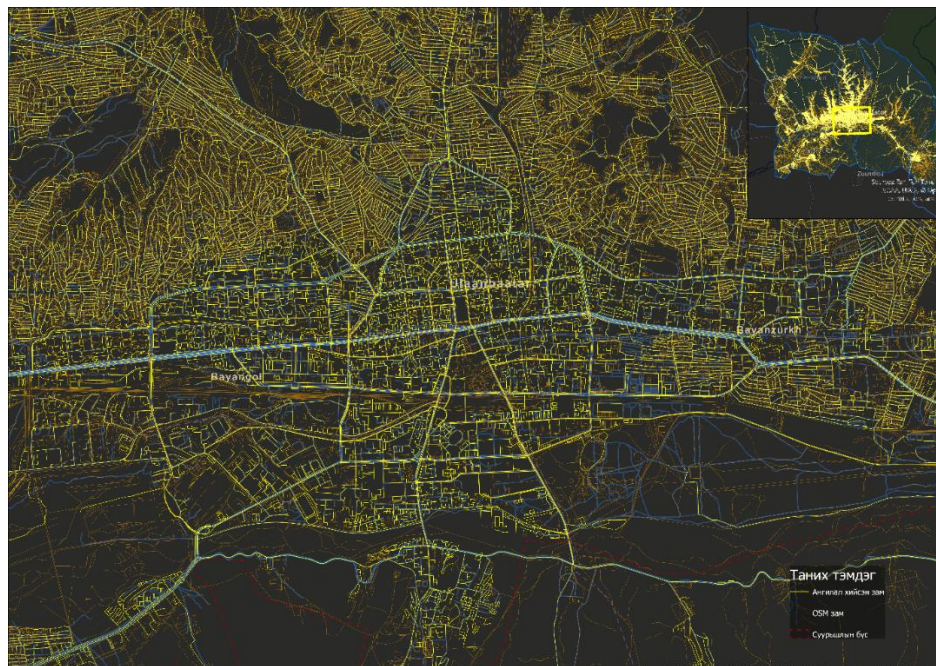 Ulaanbaatar
Bayanzurkh
Bayangol
Таних тэмдэг
Ангилал хийсэн зам
OSM зам
Суурьшлын бүс